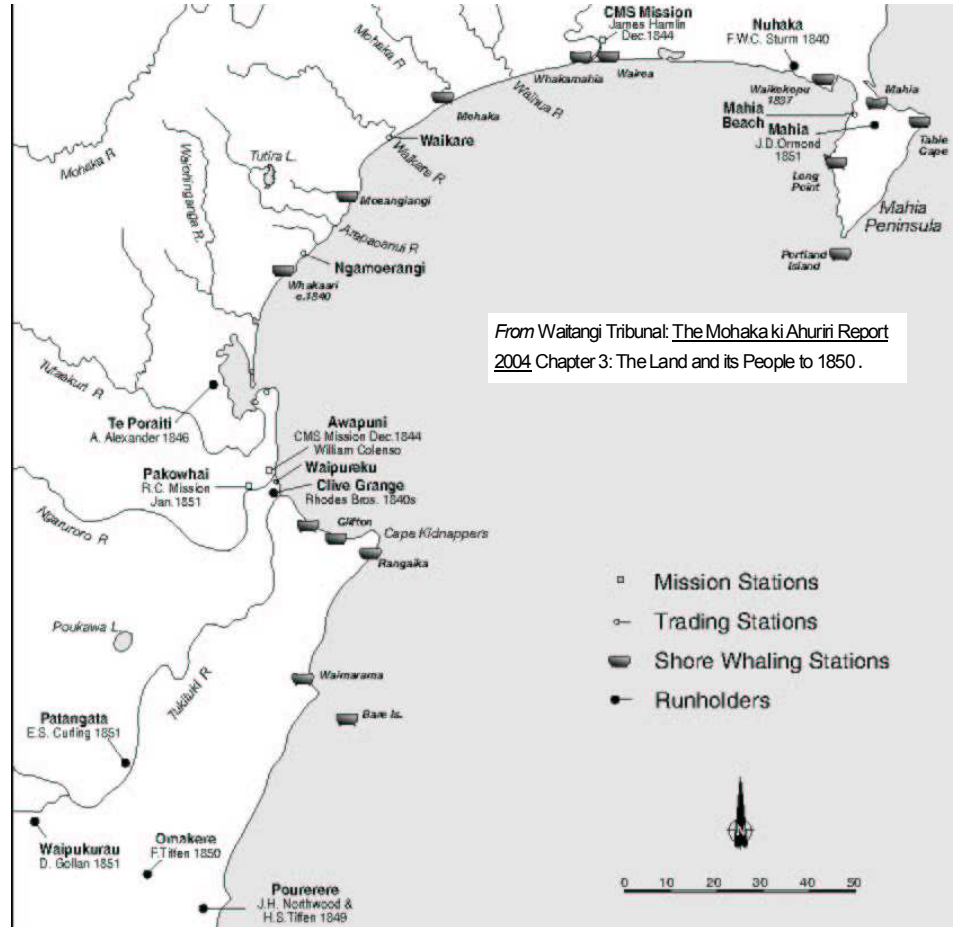 CMS Mission
James Hamlin
Dec.1844
Nuhaka
F.W.C. Sturm 1840
Mohaka R
Whakamahia
Wairoa
Waihua R
Waikokopu
1837
Mahia
Mohaka
Mahia
Beach
Mahia
J.D.Ormond
1851
Table
Cape
Waikare
Waikare R
Mohaka R
Tutira L.
Waiohinganga R.
Long
Point
Moeangiangi
Mahia
Peninsula
Arapaoanui R
Ngamoerangi
Portland
Island
Whakaari
c.1840
From Waitangi Tribunal: The Mohaka ki Ahuriri Report
2004 Chapter 3: The Land and its People to 1850 .
Tutaekuri R
Te Poraiti
A. Alexander 1846
Awapuni
CMS Mission Dec.1844
William Colenso
Waipureku
Pakowhai
R.C. Mission
Jan.1851
Clive Grange
Rhodes Bros. 1840s
Ngaruroro R
Clifton
Cape Kidnappers
Rangaika
Mission Stations
Trading Stations
Shore Whaling Stations
Runholders
Poukawa L
Tukituki R
Waimarama
Bare Is.
Patangata
E.S. Curling 1851
Waipukurau
D. Gollan 1851
Omakere
F.Tiffen 1850
Pourerere
J.H. Northwood &
H.S.Tiffen 1849
N
0 10 20 30 40 50